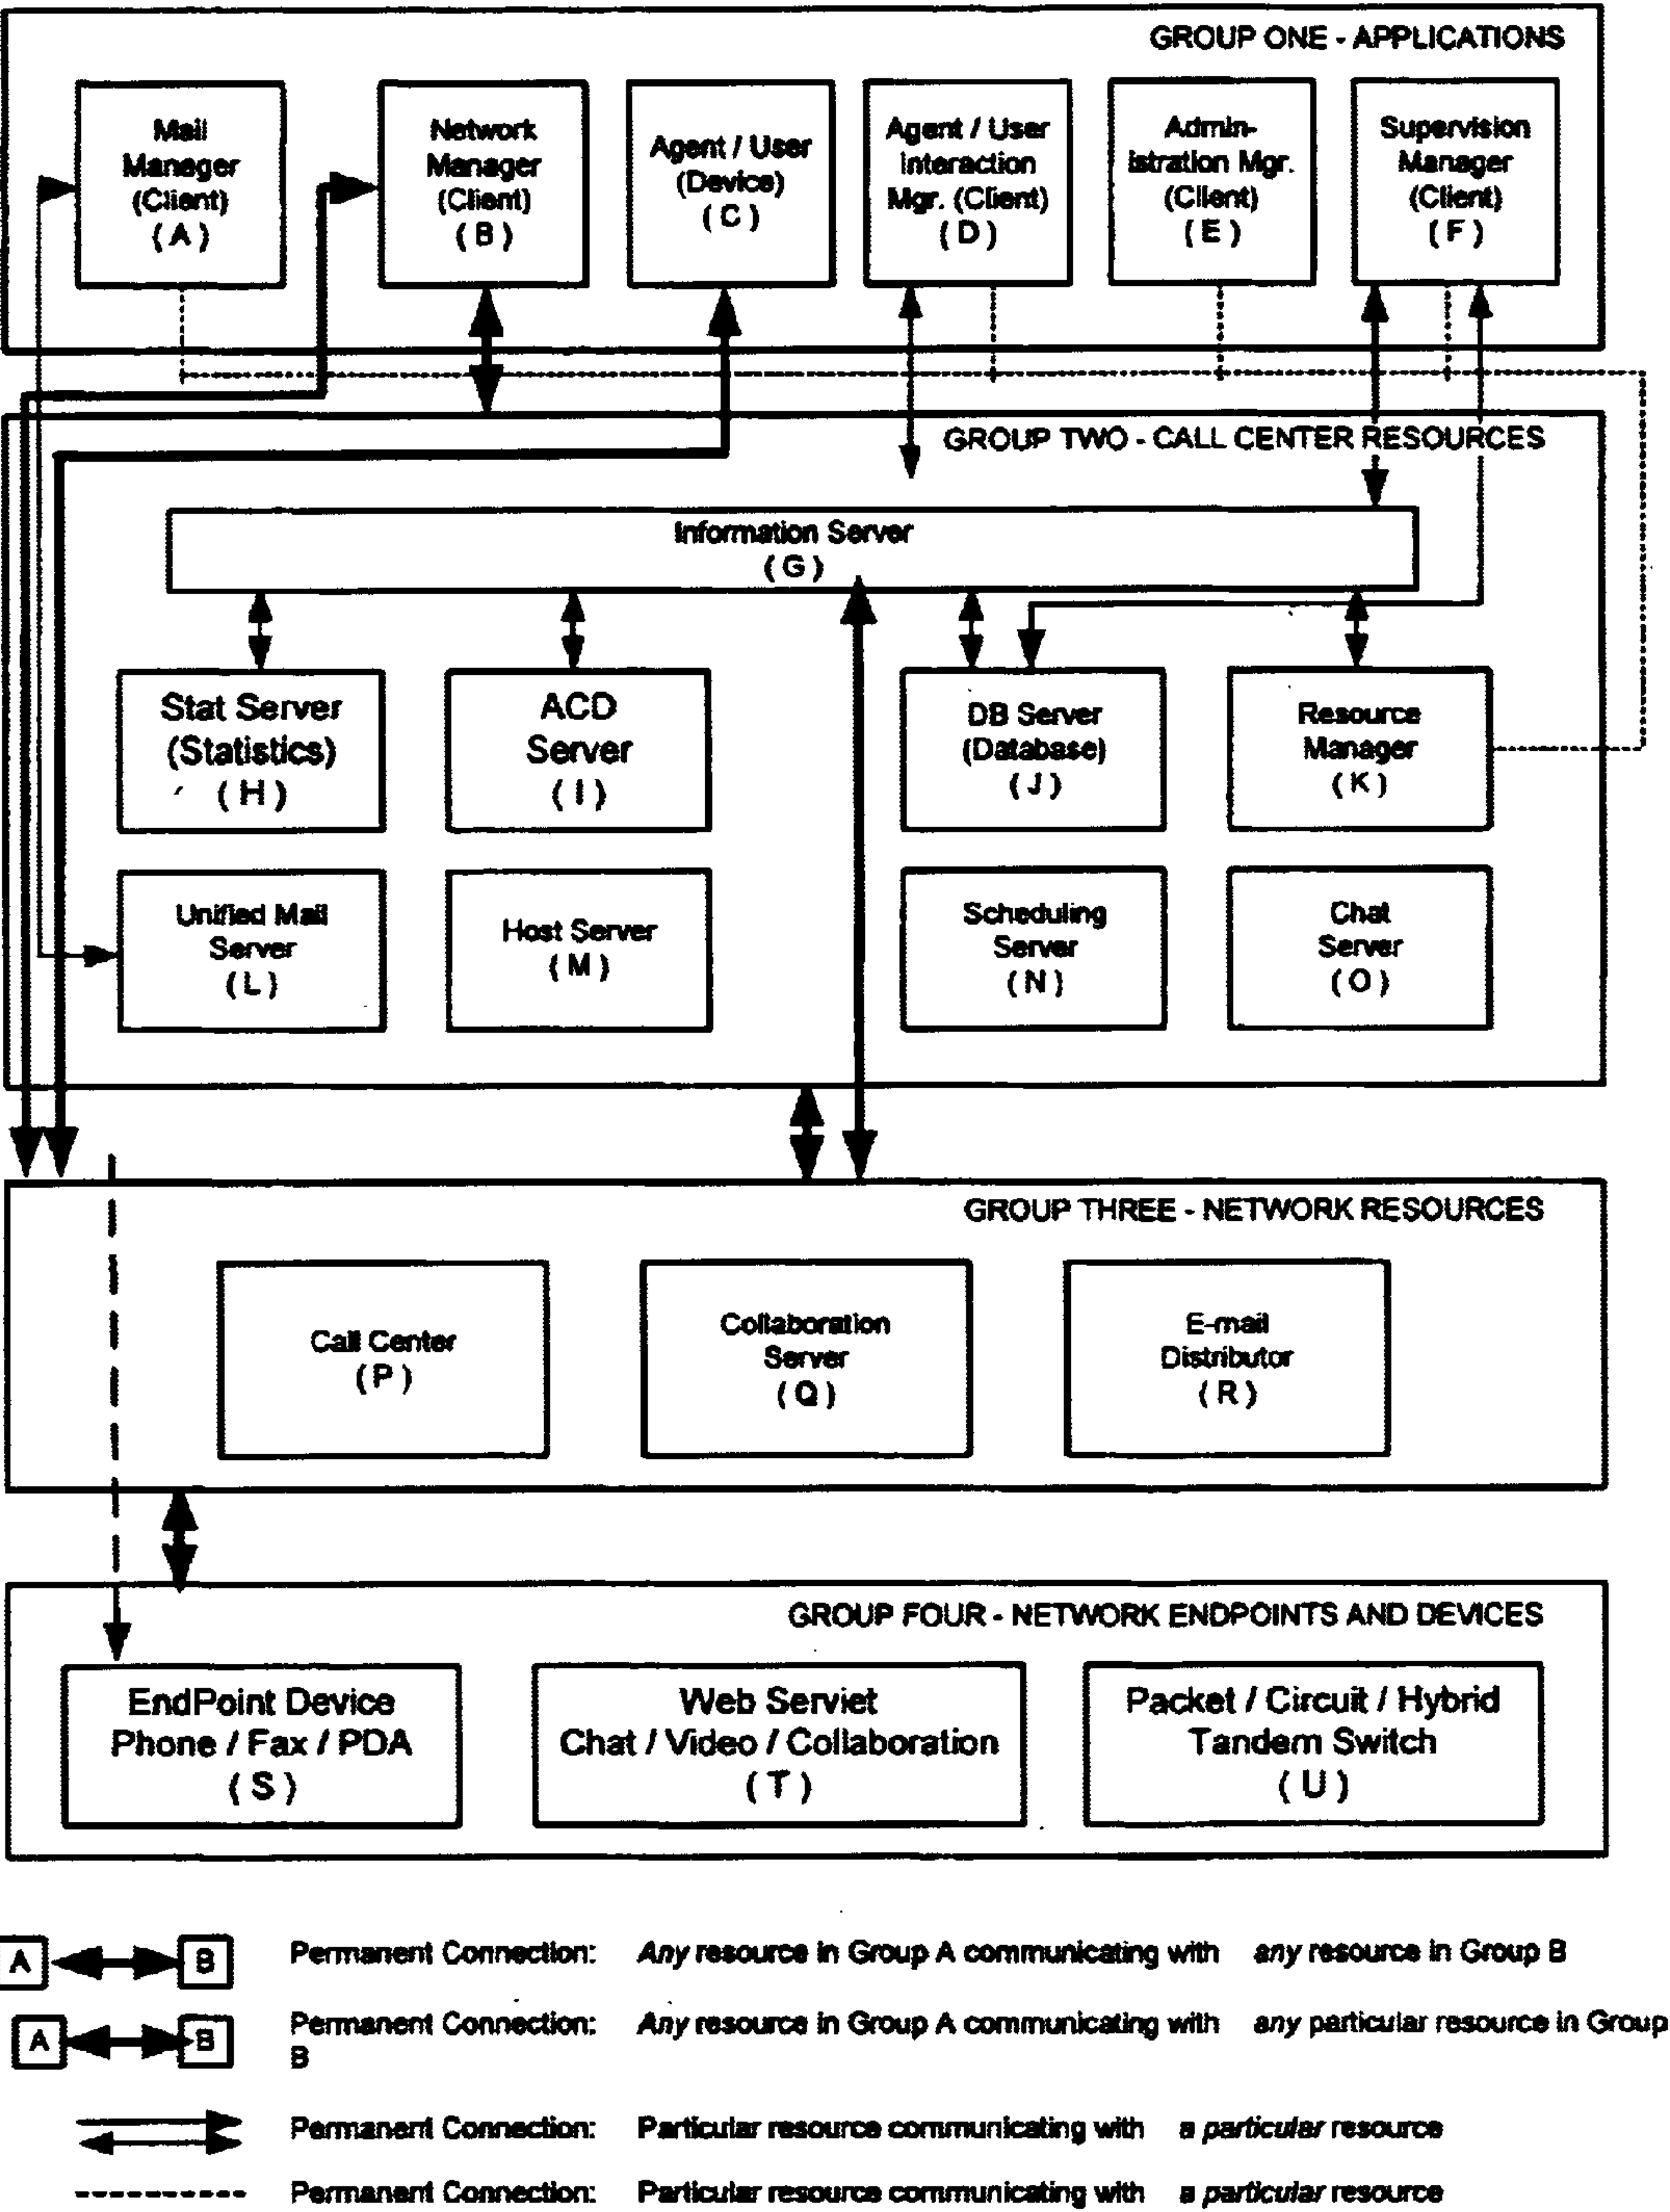 GROUP ONE - APPLICATIONS
Mail
Manager
(Client)
( A )
Network
Manager
(Client)
( B )
Agent / User
(Device)
( C )
Agent / User
Interaction
Mgr. (Client)
( D )
Admin-
istration Mgr.
(Client)
( E )
Supervision
Manager
(Client)
( F )
GROUP TWO - CALL CENTER RESOURCES
Information Server
( G )
Stat Server
(Statistics)
( H )
ACD
Server
( I )
DB Server
(Database)
( J )
Resource
Manager
( K )
Unified Mail
Server
( L )
Host Server
( M )
Scheduling
Server
( N )
Chat
Server
( O )
GROUP THREE - NETWORK RESOURCES
Call Center
( P )
Collaboration
Server
( Q )
E-mail
Distributor
( R )
GROUP FOUR - NETWORK ENDPOINTS AND DEVICES
EndPoint Device
Phone / Fax / PDA
( S )
Web Servlet
Chat / Video / Collaboration
( T )
Packet / Circuit / Hybrid
Tandem Switch
( U )
A B Permanent Connection: Any resource in Group A communicating with any resource in Group B
A B Permanent Connection: Any resource in Group A communicating with any particular resource in Group
B
Permanent Connection: Particular resource communicating with a particular resource
Permanent Connection: Particular resource communicating with a particular resource